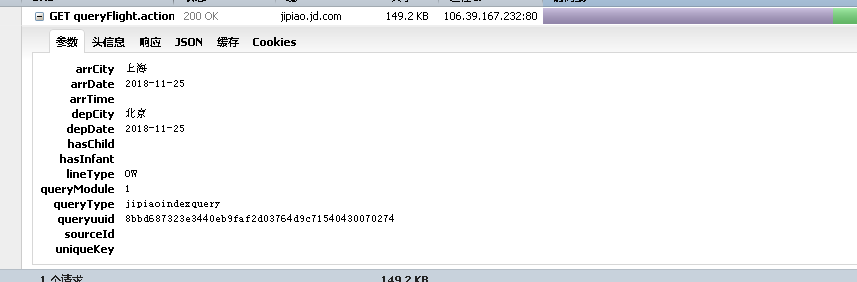 GET queryFlight.action 200 OK jipiao.jd.com 149.2 KB 106.39.167.232:80
参数 头信息 响应 JSON 缓存 Cookies
arrCity 上海
arrDate 2018-11-25
arrTime
depCity 北京
depDate 2018-11-25
hasChild
hasInfant
lineType OW
queryModule 1
queryType jipiaoindexquery
queryuuid 8bbd687323e3440eb9faf2d03764d9c71540430070274
sourceId
uniqueKey
1 个请求 149.2 KB